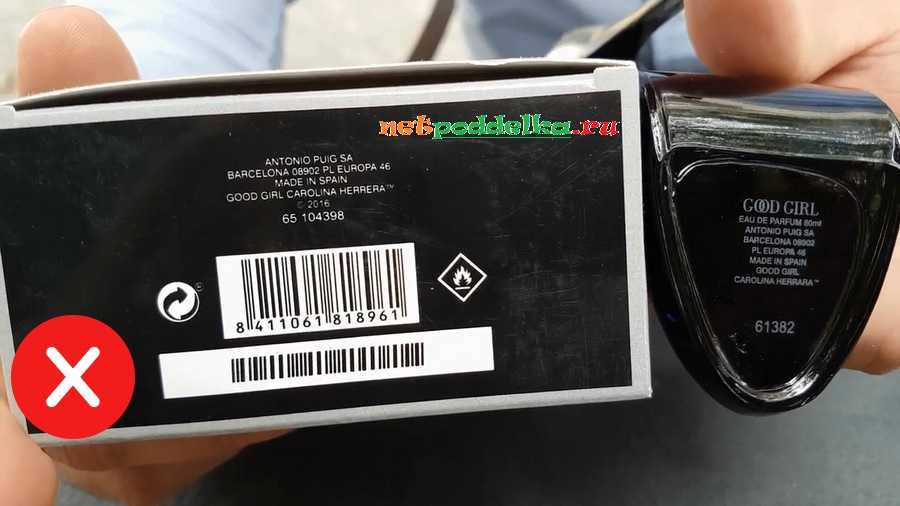 netpoddelka.ru
ANTONIO PUIG SA
BARCELONA 08902 PL EUROPA 46
MADE IN SPAIN
GOOD GIRL CAROLINA HERRERA™
© 2016
65 104398
8 411061 818961
GOOD GIRL
EAU DE PARFUM 80ml
ANTONIO PUIG SA
BARCELONA 08902
PL EUROPA 46
MADE IN SPAIN
GOOD GIRL
CAROLINA HERRARA™
61382